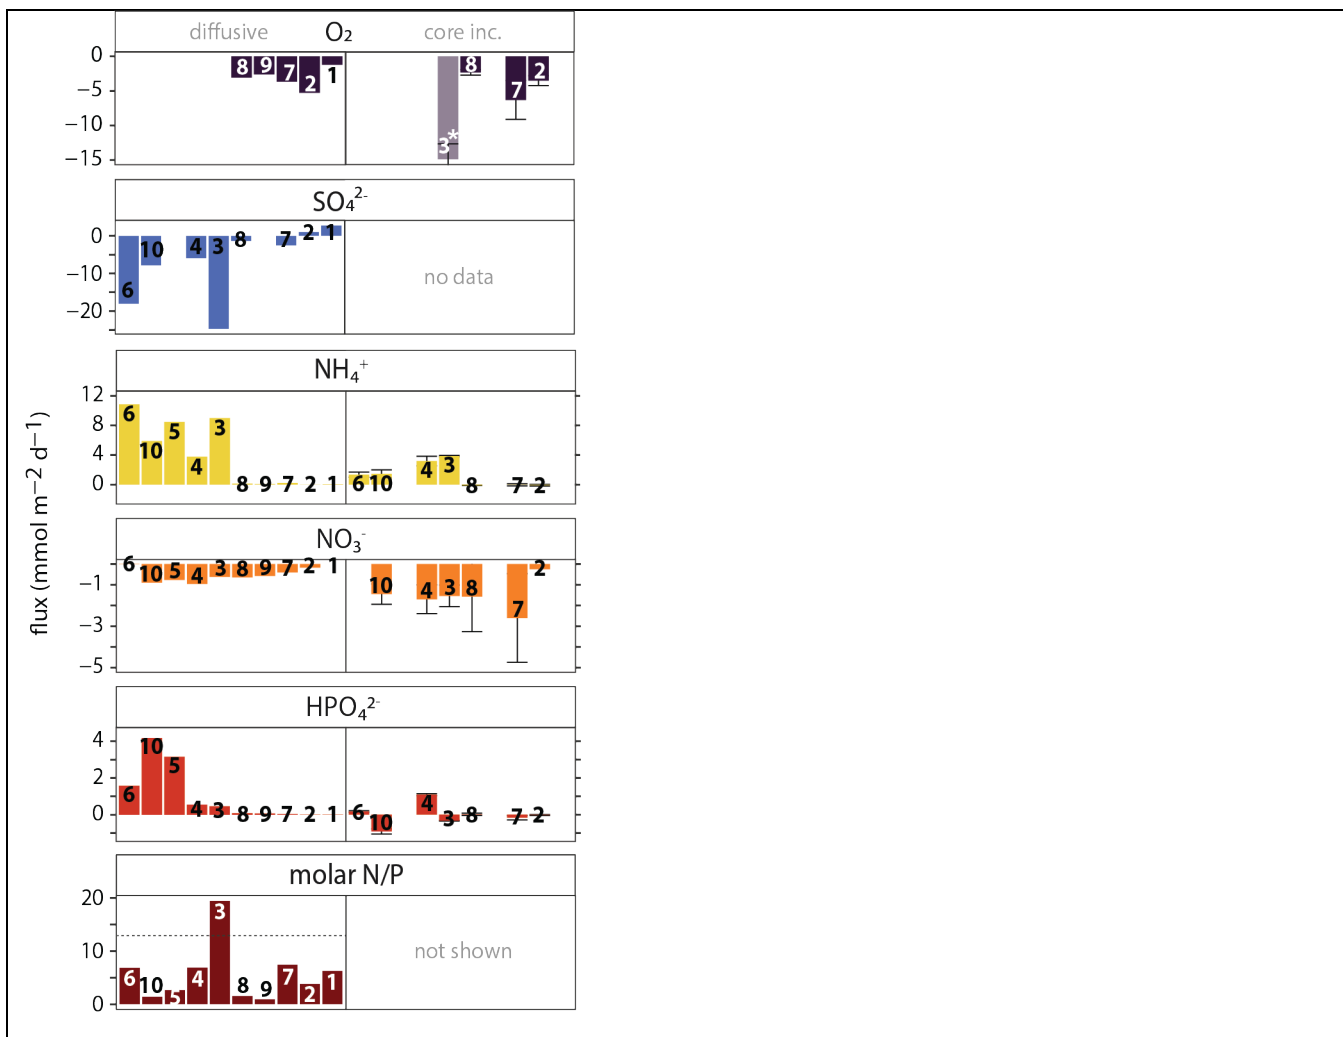 diffusive O₂ core inc.
0
−5
−10
−15
8 9 7 2 1 3* 8 7 2
SO₄²⁻
0
−10
−20
6 10 4 3 8 7 2 1
no data
flux (mmol m−2 d−1)
NH₄⁺
12
8
4
0
6 10 5 4 3 8 9 7 2 1 6 10 4 3 8 7 2
NO₃⁻
−1
−3
−5
6 10 5 4 3 8 9 7 2 1 10 4 3 8 7 2
HPO₄²⁻
4
2
0
6 10 5 4 3 8 9 7 2 1 6 10 4 3 8 7 2
molar N/P
20
10
0
6 10 5 4 3 8 9 7 2 1
not shown